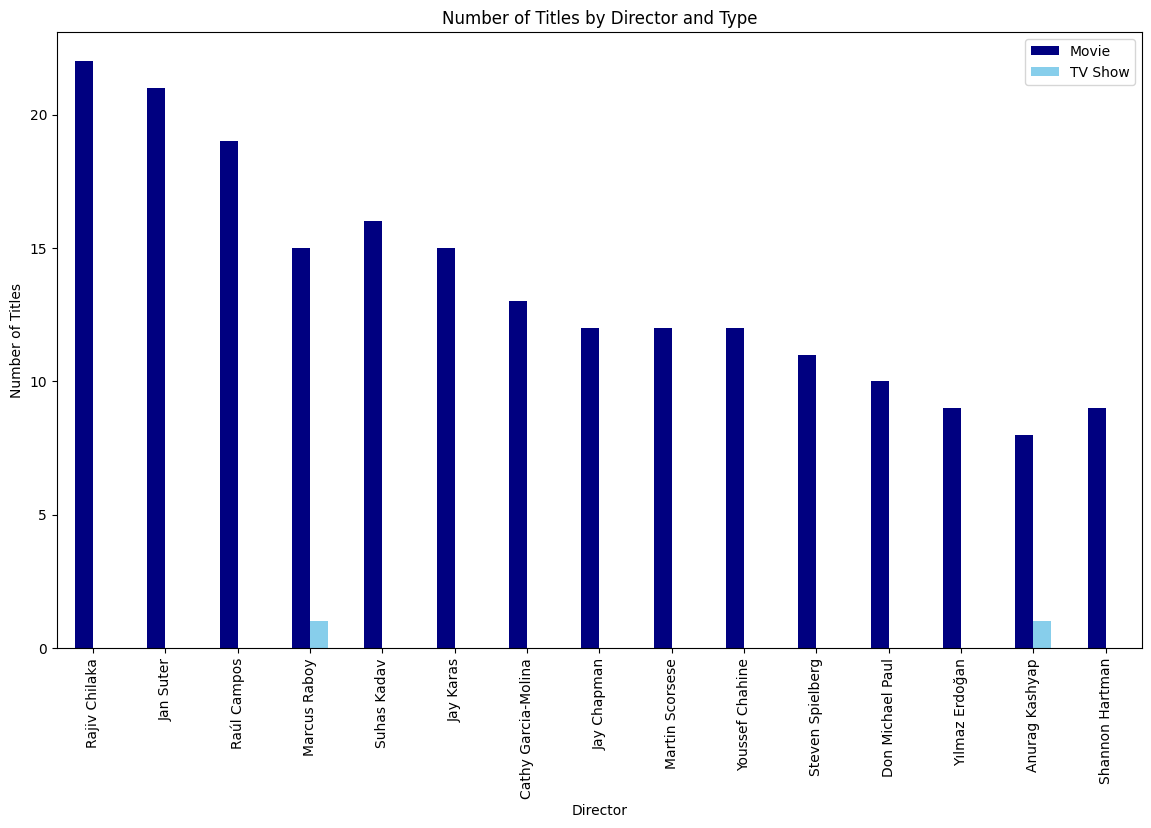 Number of Titles by Director and Type
Movie
TV Show
Number of Titles
20
15
10
5
0
Rajiv Chilaka
Jan Suter
Raúl Campos
Marcus Raboy
Suhas Kadav
Jay Karas
Cathy Garcia-Molina
Jay Chapman
Martin Scorsese
Youssef Chahine
Steven Spielberg
Don Michael Paul
Yılmaz Erdoğan
Anurag Kashyap
Shannon Hartman
Director